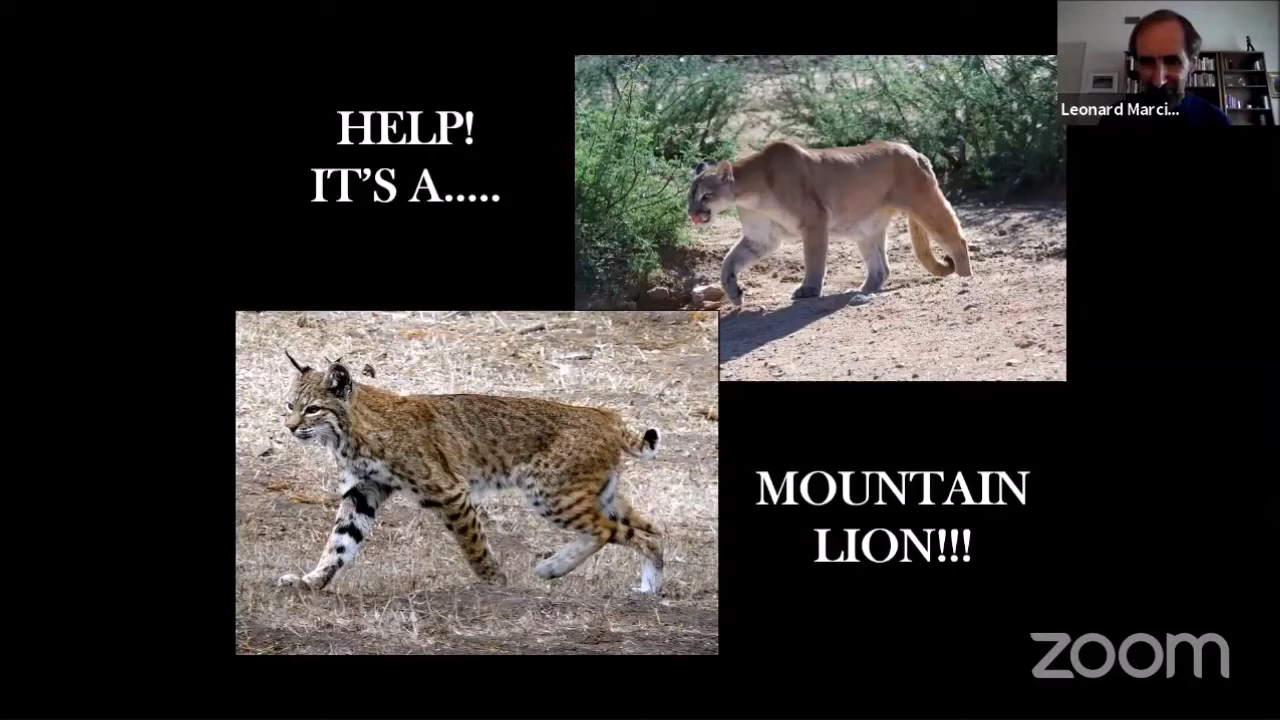 HELP!
IT’S A.....
Leonard Marci...
MOUNTAIN
LION!!!
zoom